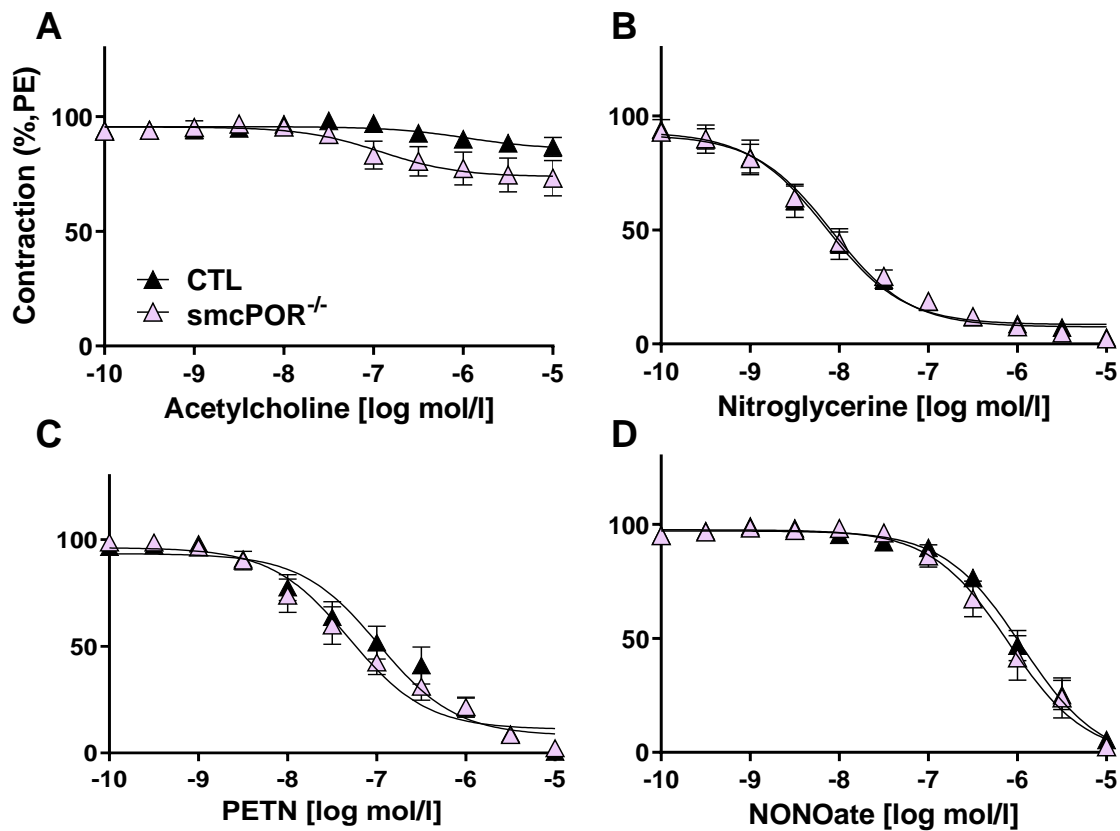 A
Contraction (%,PE)
100
50
0
CTL
smcPOR-/-
-10 -9 -8 -7 -6 -5
Acetylcholine [log mol/l]
B
100
50
0
-10 -9 -8 -7 -6 -5
Nitroglycerine [log mol/l]
C
100
50
0
-10 -9 -8 -7 -6 -5
PETN [log mol/l]
D
100
50
0
-10 -9 -8 -7 -6 -5
NONOate [log mol/l]